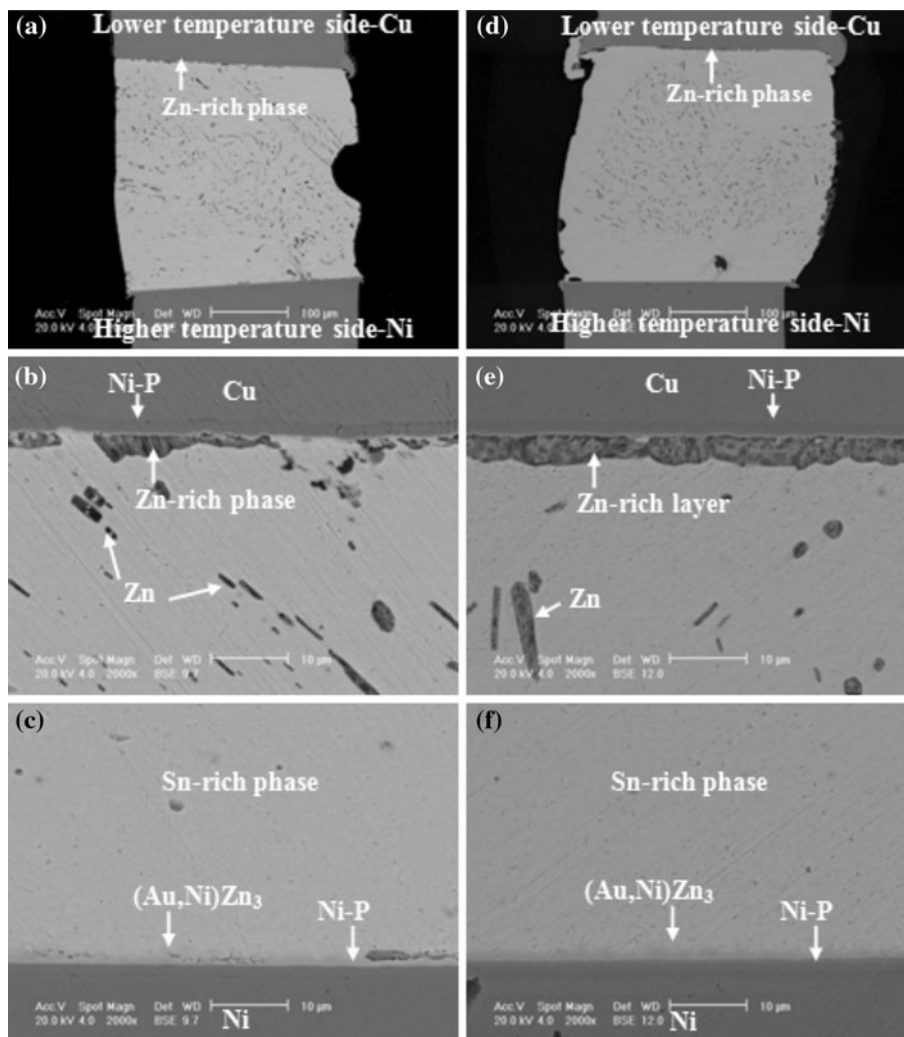 (a)
Lower temperature side-Cu
Zn-rich phase
Acc.V Spot Magn Det WD
20.0 kV 4.0
100 µm
Higher temperature side-Ni
(d)
Lower temperature side-Cu
Zn-rich phase
Acc.V Spot Magn Det WD
20.0 kV 4.0
100 µm
Higher temperature side-Ni
(b)
Ni-P
Cu
Zn-rich phase
Zn
Acc.V Spot Magn Det WD
20.0 kV 4.0 2000x BSE 9.7
10 µm
(e)
Cu
Ni-P
Zn-rich layer
Zn
Acc.V Spot Magn Det WD
20.0 kV 4.0 2000x BSE 12.0
10 µm
(c)
Sn-rich phase
(Au,Ni)Zn₃
Ni-P
Acc.V Spot Magn Det WD
20.0 kV 4.0 2000x BSE 9.7
10 µm
Ni
(f)
Sn-rich phase
(Au,Ni)Zn₃
Ni-P
Acc.V Spot Magn Det WD
20.0 kV 4.0 2000x BSE 12.0
10 µm
Ni